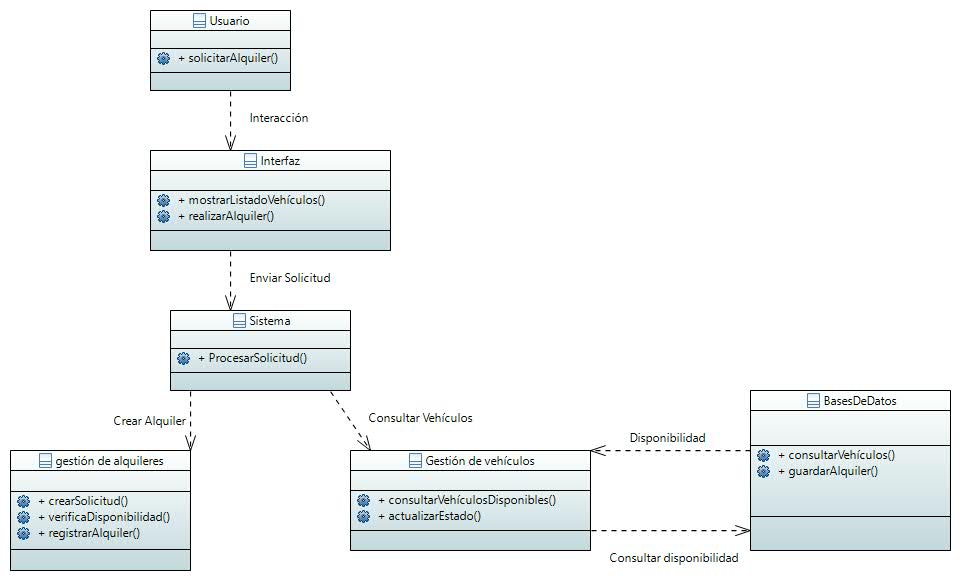 Usuario
+ solicitarAlquiler()
Interacción
Interfaz
+ mostrarListadoVehículos()
+ realizarAlquiler()
Enviar Solicitud
Sistema
+ ProcesarSolicitud()
Crear Alquiler
Consultar Vehículos
gestión de alquileres
+ crearSolicitud()
+ verificaDisponibilidad()
+ registrarAlquiler()
Gestión de vehículos
+ consultarVehículosDisponibles()
+ actualizarEstado()
Disponibilidad
Consultar disponibilidad
BasesDeDatos
+ consultarVehículos()
+ guardarAlquiler()